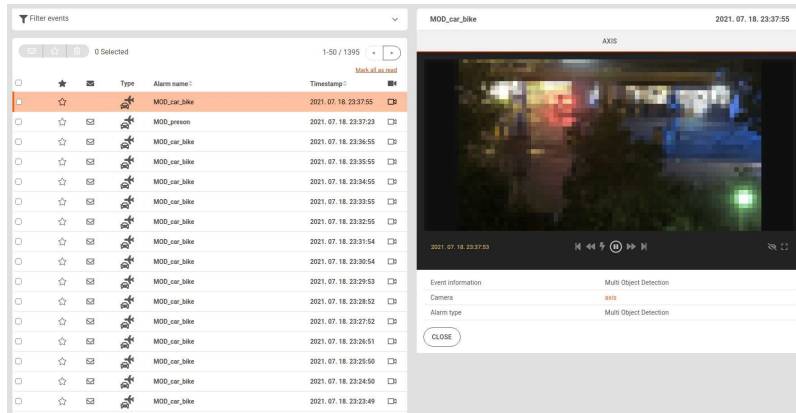 Filter events
0 Selected
1-50 / 1395
Mark all as read
Type Alarm name Timestamp
MOD_car_bike 2021. 07. 18. 23:37:55
MOD_preson 2021. 07. 18. 23:37:23
MOD_car_bike 2021. 07. 18. 23:36:55
MOD_car_bike 2021. 07. 18. 23:35:55
MOD_car_bike 2021. 07. 18. 23:34:55
MOD_car_bike 2021. 07. 18. 23:33:55
MOD_car_bike 2021. 07. 18. 23:32:55
MOD_car_bike 2021. 07. 18. 23:31:54
MOD_car_bike 2021. 07. 18. 23:30:54
MOD_car_bike 2021. 07. 18. 23:29:53
MOD_car_bike 2021. 07. 18. 23:28:52
MOD_car_bike 2021. 07. 18. 23:27:52
MOD_car_bike 2021. 07. 18. 23:26:51
MOD_car_bike 2021. 07. 18. 23:25:50
MOD_car_bike 2021. 07. 18. 23:24:50
MOD_car_bike 2021. 07. 18. 23:23:49
MOD_car_bike 2021. 07. 18. 23:37:55
AXIS
2021. 07. 18. 23:37:53
Event information Multi Object Detection
Camera axis
Alarm type Multi Object Detection
CLOSE